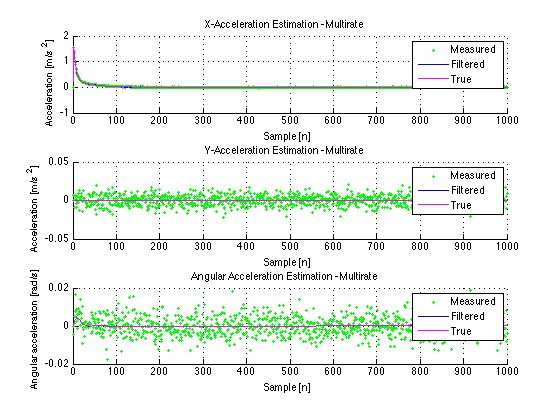 X-Acceleration Estimation - Multirate
Acceleration [m/s²]
2
1
0
-1
Measured
Filtered
True
0 100 200 300 400 500 600 700 800 900 1000
Sample [n]
Y-Acceleration Estimation - Multirate
Acceleration [m/s²]
0.05
0
-0.05
Measured
Filtered
True
0 100 200 300 400 500 600 700 800 900 1000
Sample [n]
Angular Acceleration Estimation - Multirate
Angular acceleration [rad/s]
0.02
0
-0.02
Measured
Filtered
True
0 100 200 300 400 500 600 700 800 900 1000
Sample [n]